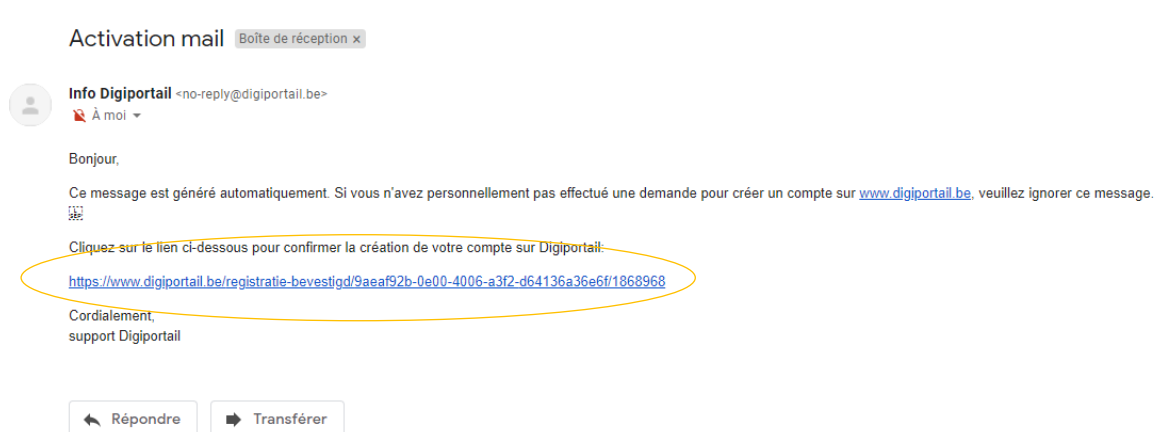 Activation mail Boîte de réception x
Info Digiportail <no-reply@digiportail.be>
À moi
Bonjour,
Ce message est généré automatiquement. Si vous n'avez personnellement pas effectué une demande pour créer un compte sur www.digiportail.be, veuillez ignorer ce message.
Cliquez sur le lien ci-dessous pour confirmer la création de votre compte sur Digiportail:
https://www.digiportail.be/registratie-bevestigd/9aeaf92b-0e00-4006-a3f2-d64136a36e6f/1868968
Cordialement,
support Digiportail
Répondre Transférer